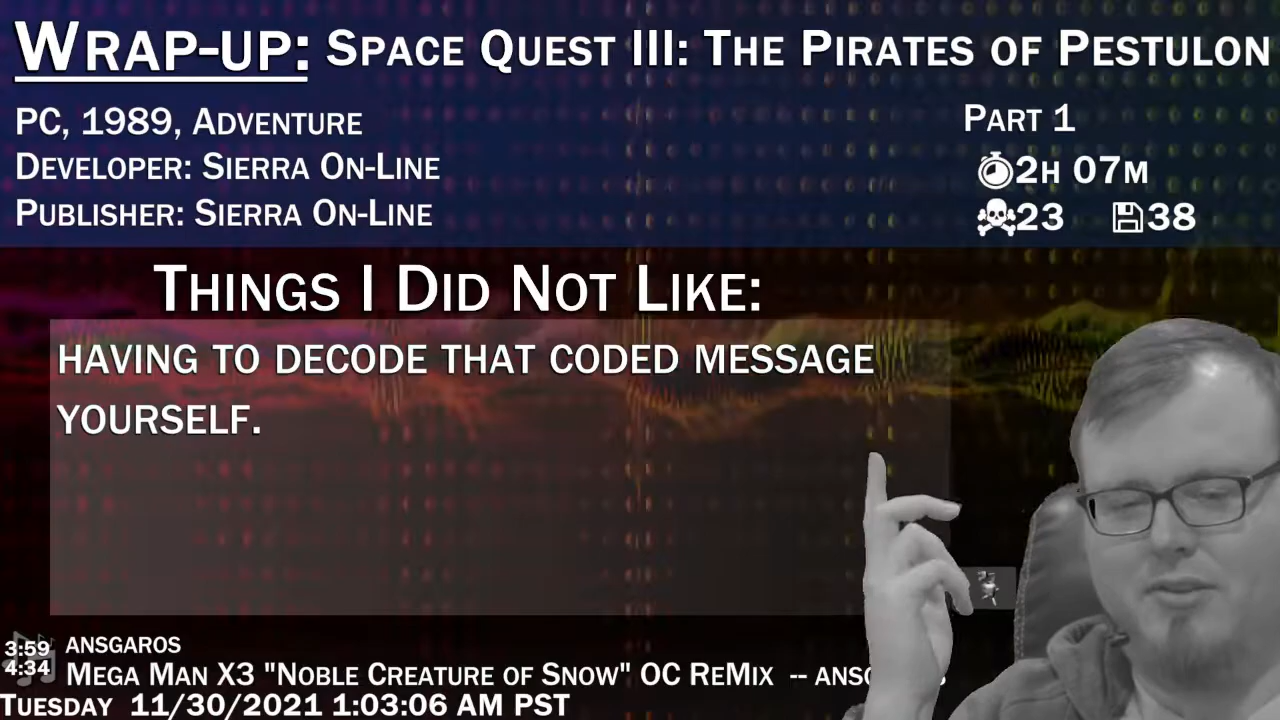 Wrap-up: Space Quest III: The Pirates of Pestulon
PC, 1989, Adventure
Developer: Sierra On-Line
Publisher: Sierra On-Line
Part 1
2h 07m
23 38
Things I Did Not Like:
having to decode that coded message
yourself.
3:59
4:34
ansgaros
Mega Man X3 "Noble Creature of Snow" OC ReMix --
Tuesday 11/30/2021 1:03:06 AM PST